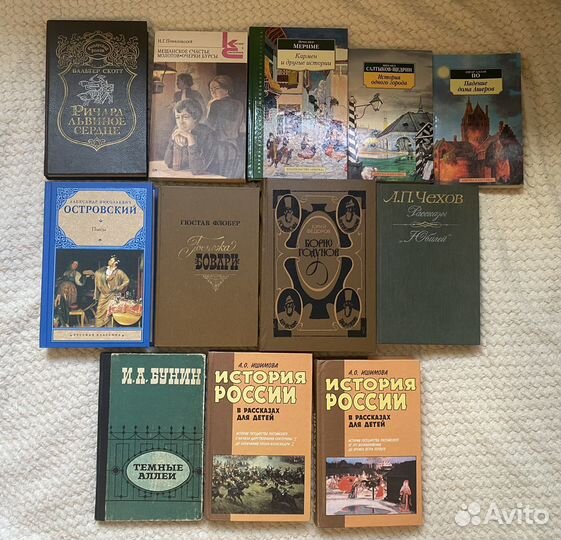 ВАЛЬТЕР СКОТТ
РИЧАРД
ЛЬВИНОЕ
СЕРДЦЕ
Н.Г. Помяловский
МЕЩАНСКОЕ СЧАСТЬЕ
МОЛОТОВ•ОЧЕРКИ БУРСЫ
МЕРИМЕ
Кармен
и другие истории
САЛТЫКОВ-ЩЕДРИН
История
одного города
ПО
Падение
дома Ашеров
АЛЕКСАНДР НИКОЛАЕВИЧ
ОСТРОВСКИЙ
Пьесы
РУССКАЯ КЛАССИКА
ГЮСТАВ ФЛОБЕР
Госпожа
БОВАРИ
ЮРИЙ
ФЕДОРОВ
БОРИС
ГОДУНОВ
А.П. Чехов
Рассказы
"Юбилей"
И.А. БУНИН
ТЕМНЫЕ
АЛЛЕИ
А.О. ИШИМОВА
ИСТОРИЯ
РОССИИ
В РАССКАЗАХ
ДЛЯ ДЕТЕЙ
А.О. ИШИМОВА
ИСТОРИЯ
РОССИИ
В РАССКАЗАХ
ДЛЯ ДЕТЕЙ
Avito